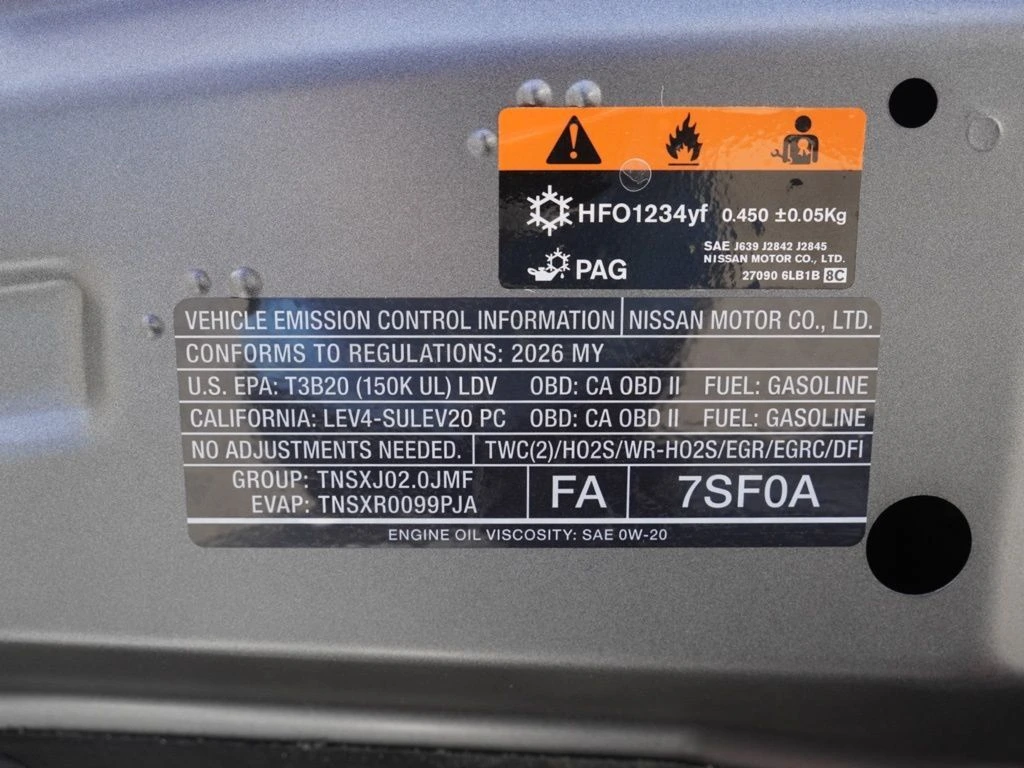 HFO1234yf 0.450 ±0.05Kg
SAE J639 J2842 J2845
NISSAN MOTOR CO., LTD.
PAG
27090 6LB1B 8C
VEHICLE EMISSION CONTROL INFORMATION NISSAN MOTOR CO., LTD.
CONFORMS TO REGULATIONS: 2026 MY
U.S. EPA: T3B20 (150K UL) LDV OBD: CA OBD II FUEL: GASOLINE
CALIFORNIA: LEV4-SULEV20 PC OBD: CA OBD II FUEL: GASOLINE
NO ADJUSTMENTS NEEDED. TWC(2)/HO2S/WR-HO2S/EGR/EGRC/DFI
GROUP: TNSXJ02.0JMF
EVAP: TNSXR0099PJA
FA
7SF0A
ENGINE OIL VISCOSITY: SAE 0W-20